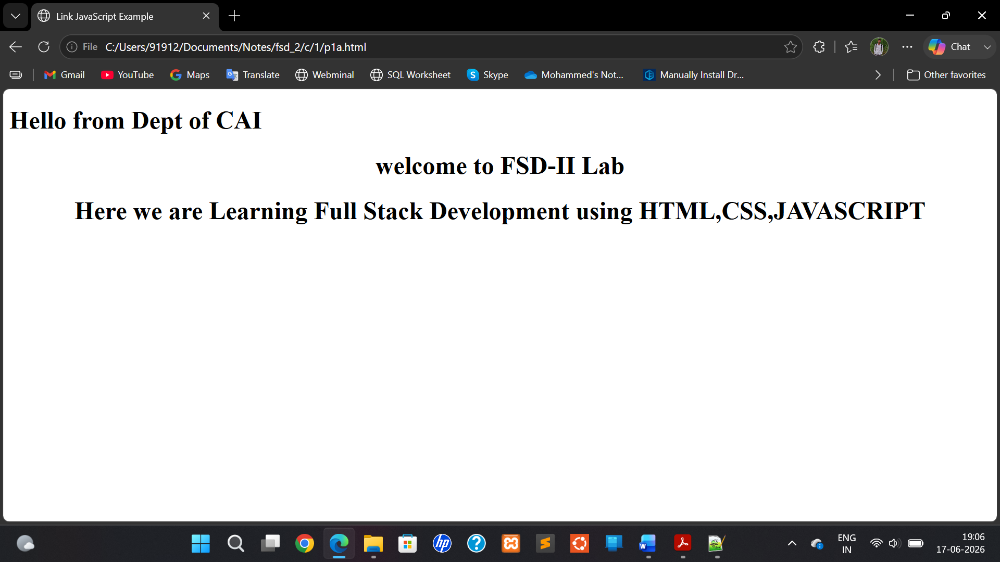 Link JavaScript Example
File C:/Users/91912/Documents/Notes/fsd_2/c/1/p1a.html
Chat
Gmail YouTube Maps Translate Webminal SQL Worksheet Skype Mohammed's Not... Manually Install Dr... Other favorites
Hello from Dept of CAI
welcome to FSD-II Lab
Here we are Learning Full Stack Development using HTML,CSS,JAVASCRIPT
ENG 19:06
IN 17-06-2026